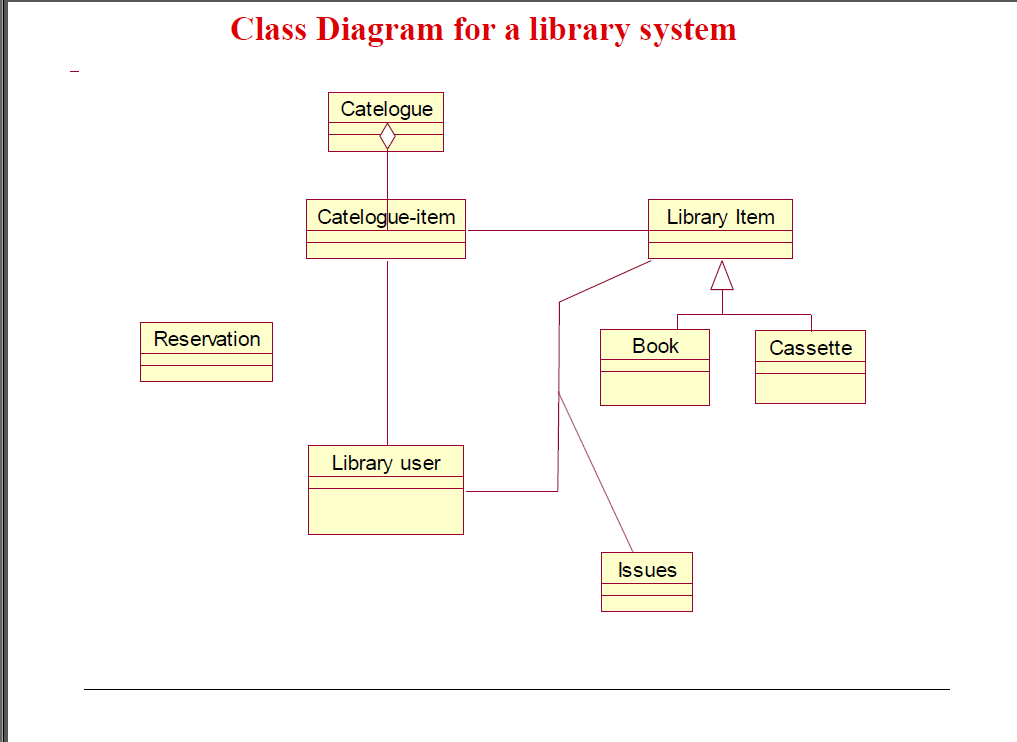 Class Diagram for a library system
Catelogue
Catelogue-item
Library Item
Reservation
Book
Cassette
Library user
Issues